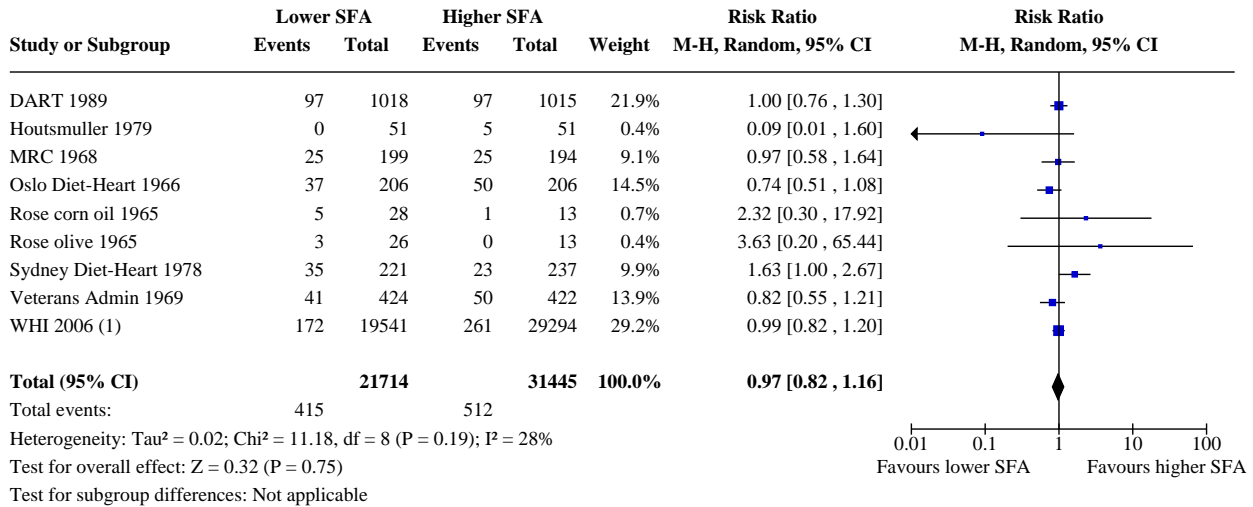 Lower SFA Higher SFA Risk Ratio Risk Ratio
Study or Subgroup Events Total Events Total Weight M-H, Random, 95% CI M-H, Random, 95% CI
DART 1989 97 1018 97 1015 21.9% 1.00 [0.76 , 1.30]
Houtsmuller 1979 0 51 5 51 0.4% 0.09 [0.01 , 1.60]
MRC 1968 25 199 25 194 9.1% 0.97 [0.58 , 1.64]
Oslo Diet-Heart 1966 37 206 50 206 14.5% 0.74 [0.51 , 1.08]
Rose corn oil 1965 5 28 1 13 0.7% 2.32 [0.30 , 17.92]
Rose olive 1965 3 26 0 13 0.4% 3.63 [0.20 , 65.44]
Sydney Diet-Heart 1978 35 221 23 237 9.9% 1.63 [1.00 , 2.67]
Veterans Admin 1969 41 424 50 422 13.9% 0.82 [0.55 , 1.21]
WHI 2006 (1) 172 19541 261 29294 29.2% 0.99 [0.82 , 1.20]
Total (95% CI) 21714 31445 100.0% 0.97 [0.82 , 1.16]
Total events: 415 512
Heterogeneity: Tau² = 0.02; Chi² = 11.18, df = 8 (P = 0.19); I² = 28%
0.01 0.1 1 10 100
Test for overall effect: Z = 0.32 (P = 0.75)
Favours lower SFA Favours higher SFA
Test for subgroup differences: Not applicable